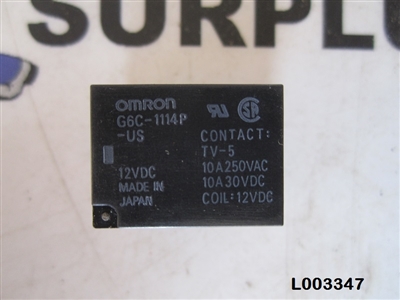 SURPLU
OMRON
G6C-1114P
-US
12VDC
MADE IN
JAPAN
CONTACT:
TV-5
10A250VAC
10A30VDC
COIL:12VDC
L003347